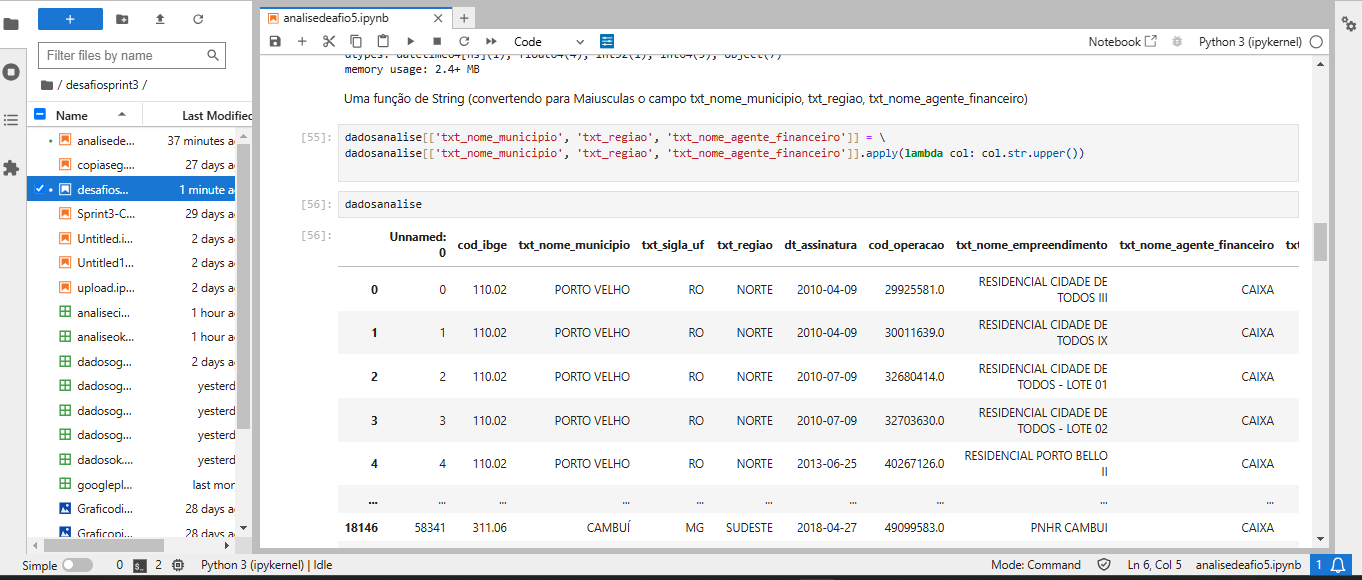 analisedeafio5.ipynb
Filter files by name
/ desafiosprint3 /
Name
Last Modified
analisede...
37 minutes a
copiaseg...
27 days a
desafios...
1 minute a
Sprint3-C...
29 days a
Untitled.i...
2 days a
Untitled1...
2 days a
upload.ip...
2 days a
analiseci...
1 hour a
analiseok...
1 hour a
dadosog...
2 days a
dadosog...
yesterd
dadosog...
yesterd
dadosog...
yesterd
dadosok....
yesterd
googlepl...
last mor
Graficodi...
28 days a
Graficopi...
28 days a
Code
Notebook
Python 3 (ipykernel)
dtypes: datetime64[ns](1), float64(4), int32(1), int64(5), object(7)
memory usage: 2.4+ MB
Uma função de String (convertendo para Maiusculas o campo txt_nome_municipio, txt_regiao, txt_nome_agente_financeiro)
[55]:
dadosanalise[['txt_nome_municipio', 'txt_regiao', 'txt_nome_agente_financeiro']] = \
dadosanalise[['txt_nome_municipio', 'txt_regiao', 'txt_nome_agente_financeiro']].apply(lambda col: col.str.upper())
[56]:
dadosanalise
[56]:
Unnamed: 0 cod_ibge txt_nome_municipio txt_sigla_uf txt_regiao dt_assinatura cod_operacao txt_nome_empreendimento txt_nome_agente_financeiro txt
0 0 110.02 PORTO VELHO RO NORTE 2010-04-09 29925581.0 RESIDENCIAL CIDADE DE TODOS III CAIXA
1 1 110.02 PORTO VELHO RO NORTE 2010-04-09 30011639.0 RESIDENCIAL CIDADE DE TODOS IX CAIXA
2 2 110.02 PORTO VELHO RO NORTE 2010-07-09 32680414.0 RESIDENCIAL CIDADE DE TODOS - LOTE 01 CAIXA
3 3 110.02 PORTO VELHO RO NORTE 2010-07-09 32703630.0 RESIDENCIAL CIDADE DE TODOS - LOTE 02 CAIXA
4 4 110.02 PORTO VELHO RO NORTE 2013-06-25 40267126.0 RESIDENCIAL PORTO BELLO II CAIXA
... ... ... ... ... ... ... ... ... ...
18146 58341 311.06 CAMBUÍ MG SUDESTE 2018-04-27 49099583.0 PNHR CAMBUI CAIXA
Simple
0
2
Python 3 (ipykernel) | Idle
Mode: Command
Ln 6, Col 5
analisedeafio5.ipynb
1